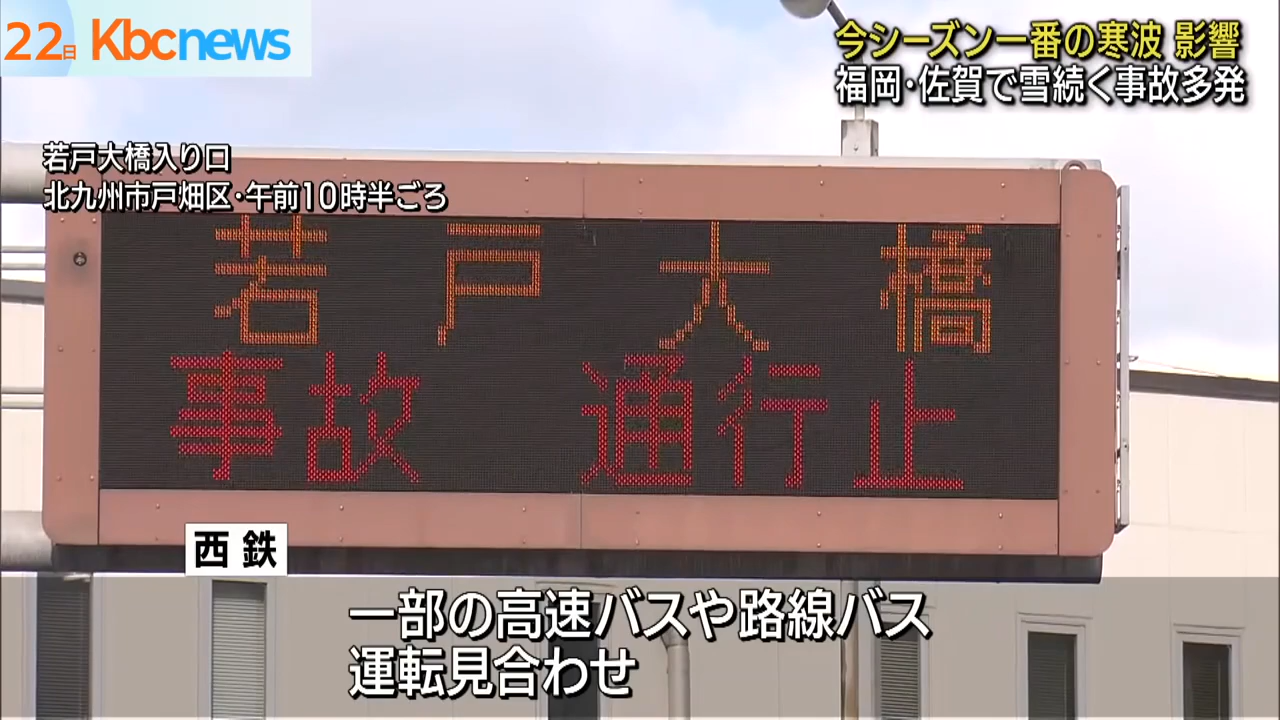 22日 Kbcnews
今シーズン一番の寒波 影響
福岡・佐賀で雪続く事故多発
若戸大橋入り口
北九州市戸畑区・午前10時半ごろ
若戸大橋
事故 通行止
西鉄
一部の高速バスや路線バス
運転見合わせ